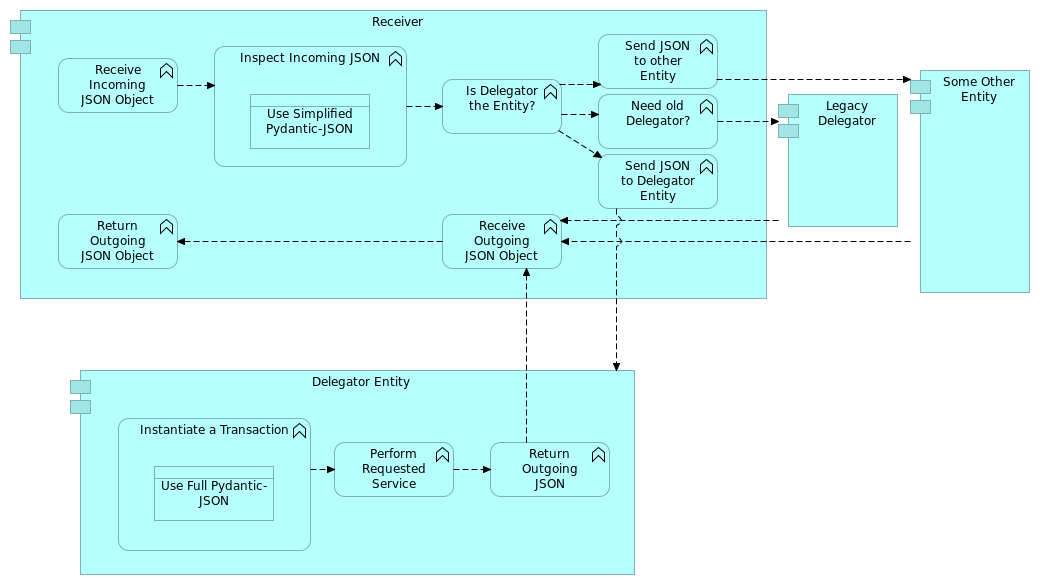 Receiver
Receive
Incoming
JSON Object
Inspect Incoming JSON
Use Simplified
Pydantic-JSON
Is Delegator
the Entity?
Send JSON
to other
Entity
Need old
Delegator?
Send JSON
to Delegator
Entity
Legacy
Delegator
Some Other
Entity
Return
Outgoing
JSON Object
Receive
Outgoing
JSON Object
Delegator Entity
Instantiate a Transaction
Use Full Pydantic-
JSON
Perform
Requested
Service
Return
Outgoing
JSON